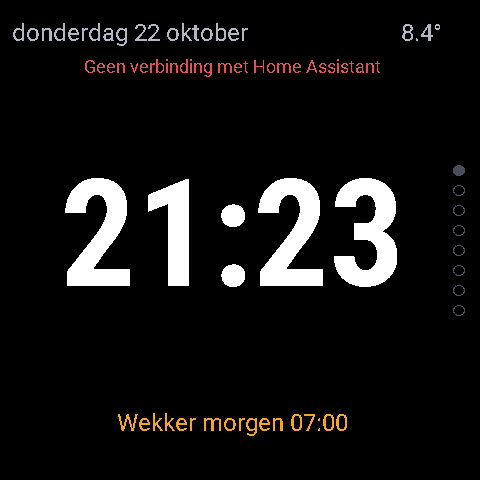 donderdag 22 oktober 8.4°
Geen verbinding met Home Assistant
21:23
Wekker morgen 07:00